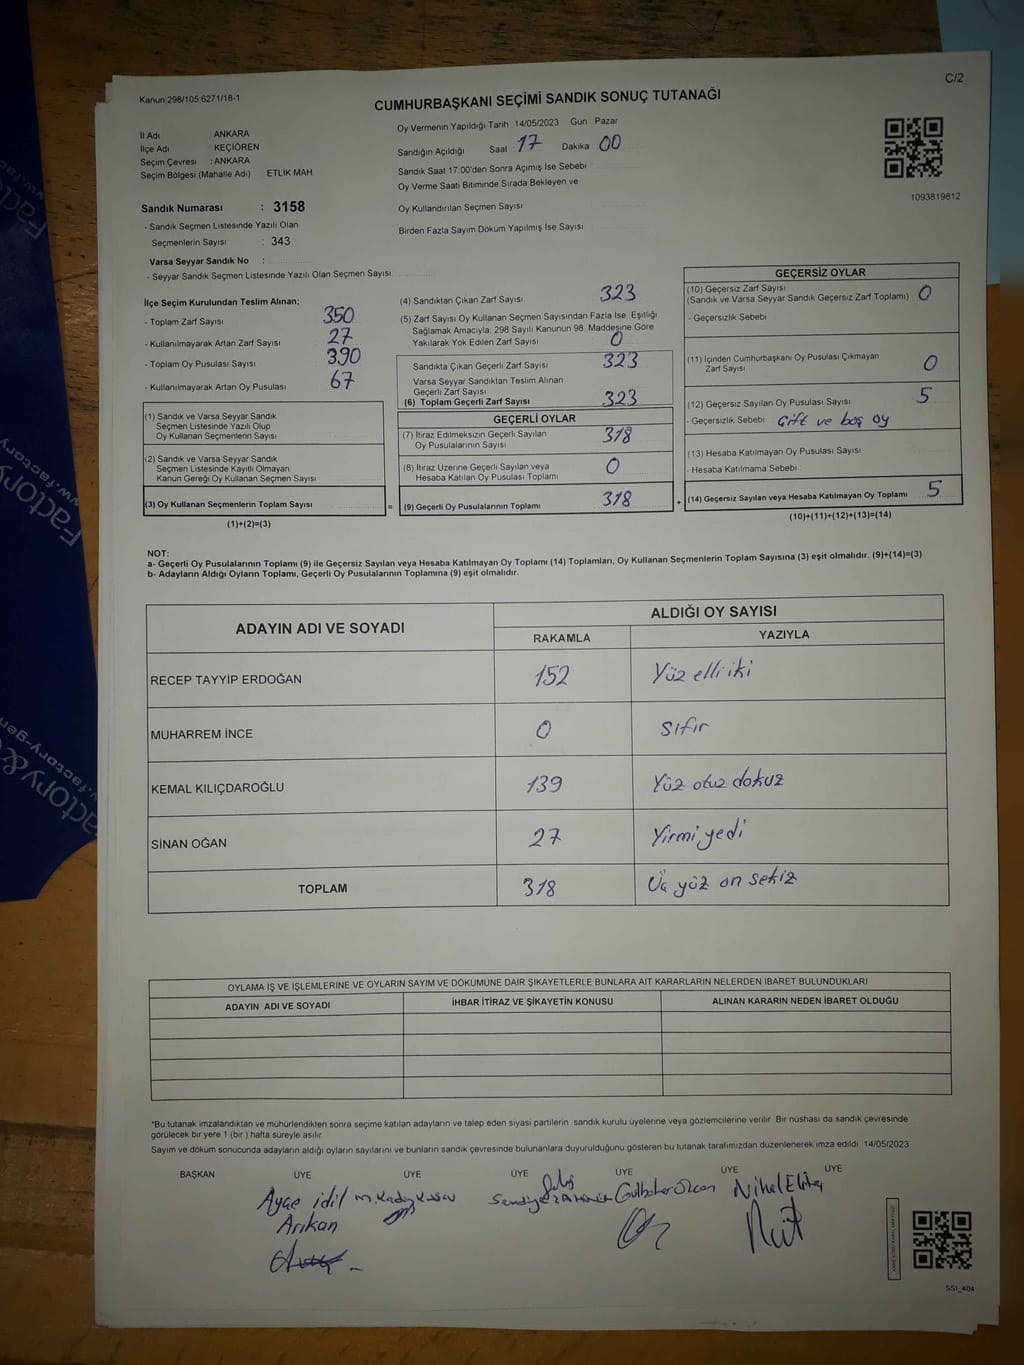 C/2
Kanun:298/105;6271/18-1
CUMHURBAŞKANI SEÇİMİ SANDIK SONUÇ TUTANAĞI
İl Adı ANKARA
İlçe Adı KEÇİÖREN
Seçim Çevresi : ANKARA
Seçim Bölgesi (Mahalle Adı) ETLİK MAH.
Sandık Numarası : 3158
- Sandık Seçmen Listesinde Yazılı Olan
Seçmenlerin Sayısı : 343
Varsa Seyyar Sandık No :
- Seyyar Sandık Seçmen Listesinde Yazılı Olan Seçmen Sayısı
Oy Vermenin Yapıldığı Tarih : 14/05/2023 Gün : Pazar
Sandığın Açıldığı Saat : 17 Dakika 00
Sandık Saat 17:00'den Sonra Açımış İse Sebebi
Oy Verme Saati Bitiminde Sırada Bekleyen ve
Oy Kullandırılan Seçmen Sayısı
Birden Fazla Sayım Döküm Yapılmış İse Sayısı
1093819812
İlçe Seçim Kurulundan Teslim Alınan;
- Toplam Zarf Sayısı 350
- Kullanılmayarak Artan Zarf Sayısı 27
- Toplam Oy Pusulası Sayısı 390
- Kullanılmayarak Artan Oy Pusulası 67
(1) Sandık ve Varsa Seyyar Sandık
Seçmen Listesinde Yazılı Olup
Oy Kullanan Seçmenlerin Sayısı
(2) Sandık ve Varsa Seyyar Sandık
Seçmen Listesinde Kayıtlı Olmayan
Kanun Gereği Oy Kullanan Seçmen Sayısı
(3) Oy Kullanan Seçmenlerin Toplam Sayısı =
(1)+(2)=(3)
(4) Sandıktan Çıkan Zarf Sayısı 323
(5) Zarf Sayısı Oy Kullanan Seçmen Sayısından Fazla İse, Eşitliği
Sağlamak Amacıyla, 298 Sayılı Kanunun 98. Maddesine Göre
Yakılarak Yok Edilen Zarf Sayısı 0
Sandıkta Çıkan Geçerli Zarf Sayısı 323
Varsa Seyyar Sandıktan Teslim Alınan
Geçerli Zarf Sayısı
(6) Toplam Geçerli Zarf Sayısı 323
GEÇERLİ OYLAR
(7) İtiraz Edilmeksizin Geçerli Sayılan
Oy Pusulalarının Sayısı 318
(8) İtiraz Üzerine Geçerli Sayılan veya
Hesaba Katılan Oy Pusulası Toplamı 0
(9) Geçerli Oy Pusulalarının Toplamı 318 +
GEÇERSİZ OYLAR
(10) Geçersiz Zarf Sayısı
(Sandık ve Varsa Seyyar Sandık Geçersiz Zarf Toplamı) 0
- Geçersizlik Sebebi
(11) İçinden Cumhurbaşkanı Oy Pusulası Çıkmayan
Zarf Sayısı 0
(12) Geçersiz Sayılan Oy Pusulası Sayısı 5
- Geçersizlik Sebebi Çift ve boş oy
(13) Hesaba Katılmayan Oy Pusulası Sayısı
- Hesaba Katılmama Sebebi
(14) Geçersiz Sayılan veya Hesaba Katılmayan Oy Toplamı 5
(10)+(11)+(12)+(13)=(14)
NOT:
a- Geçerli Oy Pusulalarının Toplamı (9) ile Geçersiz Sayılan veya Hesaba Katılmayan Oy Toplamı (14) Toplamları, Oy Kullanan Seçmenlerin Toplam Sayısına (3) eşit olmalıdır. (9)+(14)=(3)
b- Adayların Aldığı Oyların Toplamı, Geçerli Oy Pusulalarının Toplamına (9) eşit olmalıdır.
ADAYIN ADI VE SOYADI ALDIĞI OY SAYISI
RAKAMLA YAZIYLA
RECEP TAYYİP ERDOĞAN 152 Yüz elli iki
MUHARREM İNCE 0 Sıfır
KEMAL KILIÇDAROĞLU 139 Yüz otuz dokuz
SİNAN OĞAN 27 Yirmi yedi
TOPLAM 318 Üç yüz on sekiz
OYLAMA İŞ VE İŞLEMLERİNE VE OYLARIN SAYIM VE DÖKÜMÜNE DAİR ŞİKAYETLERLE BUNLARA AİT KARARLARIN NELERDEN İBARET BULUNDUKLARI
ADAYIN ADI VE SOYADI İHBAR İTİRAZ VE ŞİKAYETİN KONUSU ALINAN KARARIN NEDEN İBARET OLDUĞU
*Bu tutanak imzalandıktan ve mühürlendikten sonra seçime katılan adayların ve talep eden siyasi partilerin sandık kurulu üyelerine veya gözlemcilerine verilir. Bir nüshası da sandık çevresinde
görülecek bir yere 1 (bir) hafta süreyle asılır.
Sayım ve döküm sonucunda adayların aldığı oyların sayılarını ve bunların sandık çevresinde bulunanlara duyurulduğunu gösteren bu tutanak tarafımızdan düzenlenerek imza edildi. 14/05/2023
BAŞKAN ÜYE ÜYE ÜYE ÜYE ÜYE ÜYE
Ayşe idil Gülbahar Özcan
Arıkan
SSİ_404